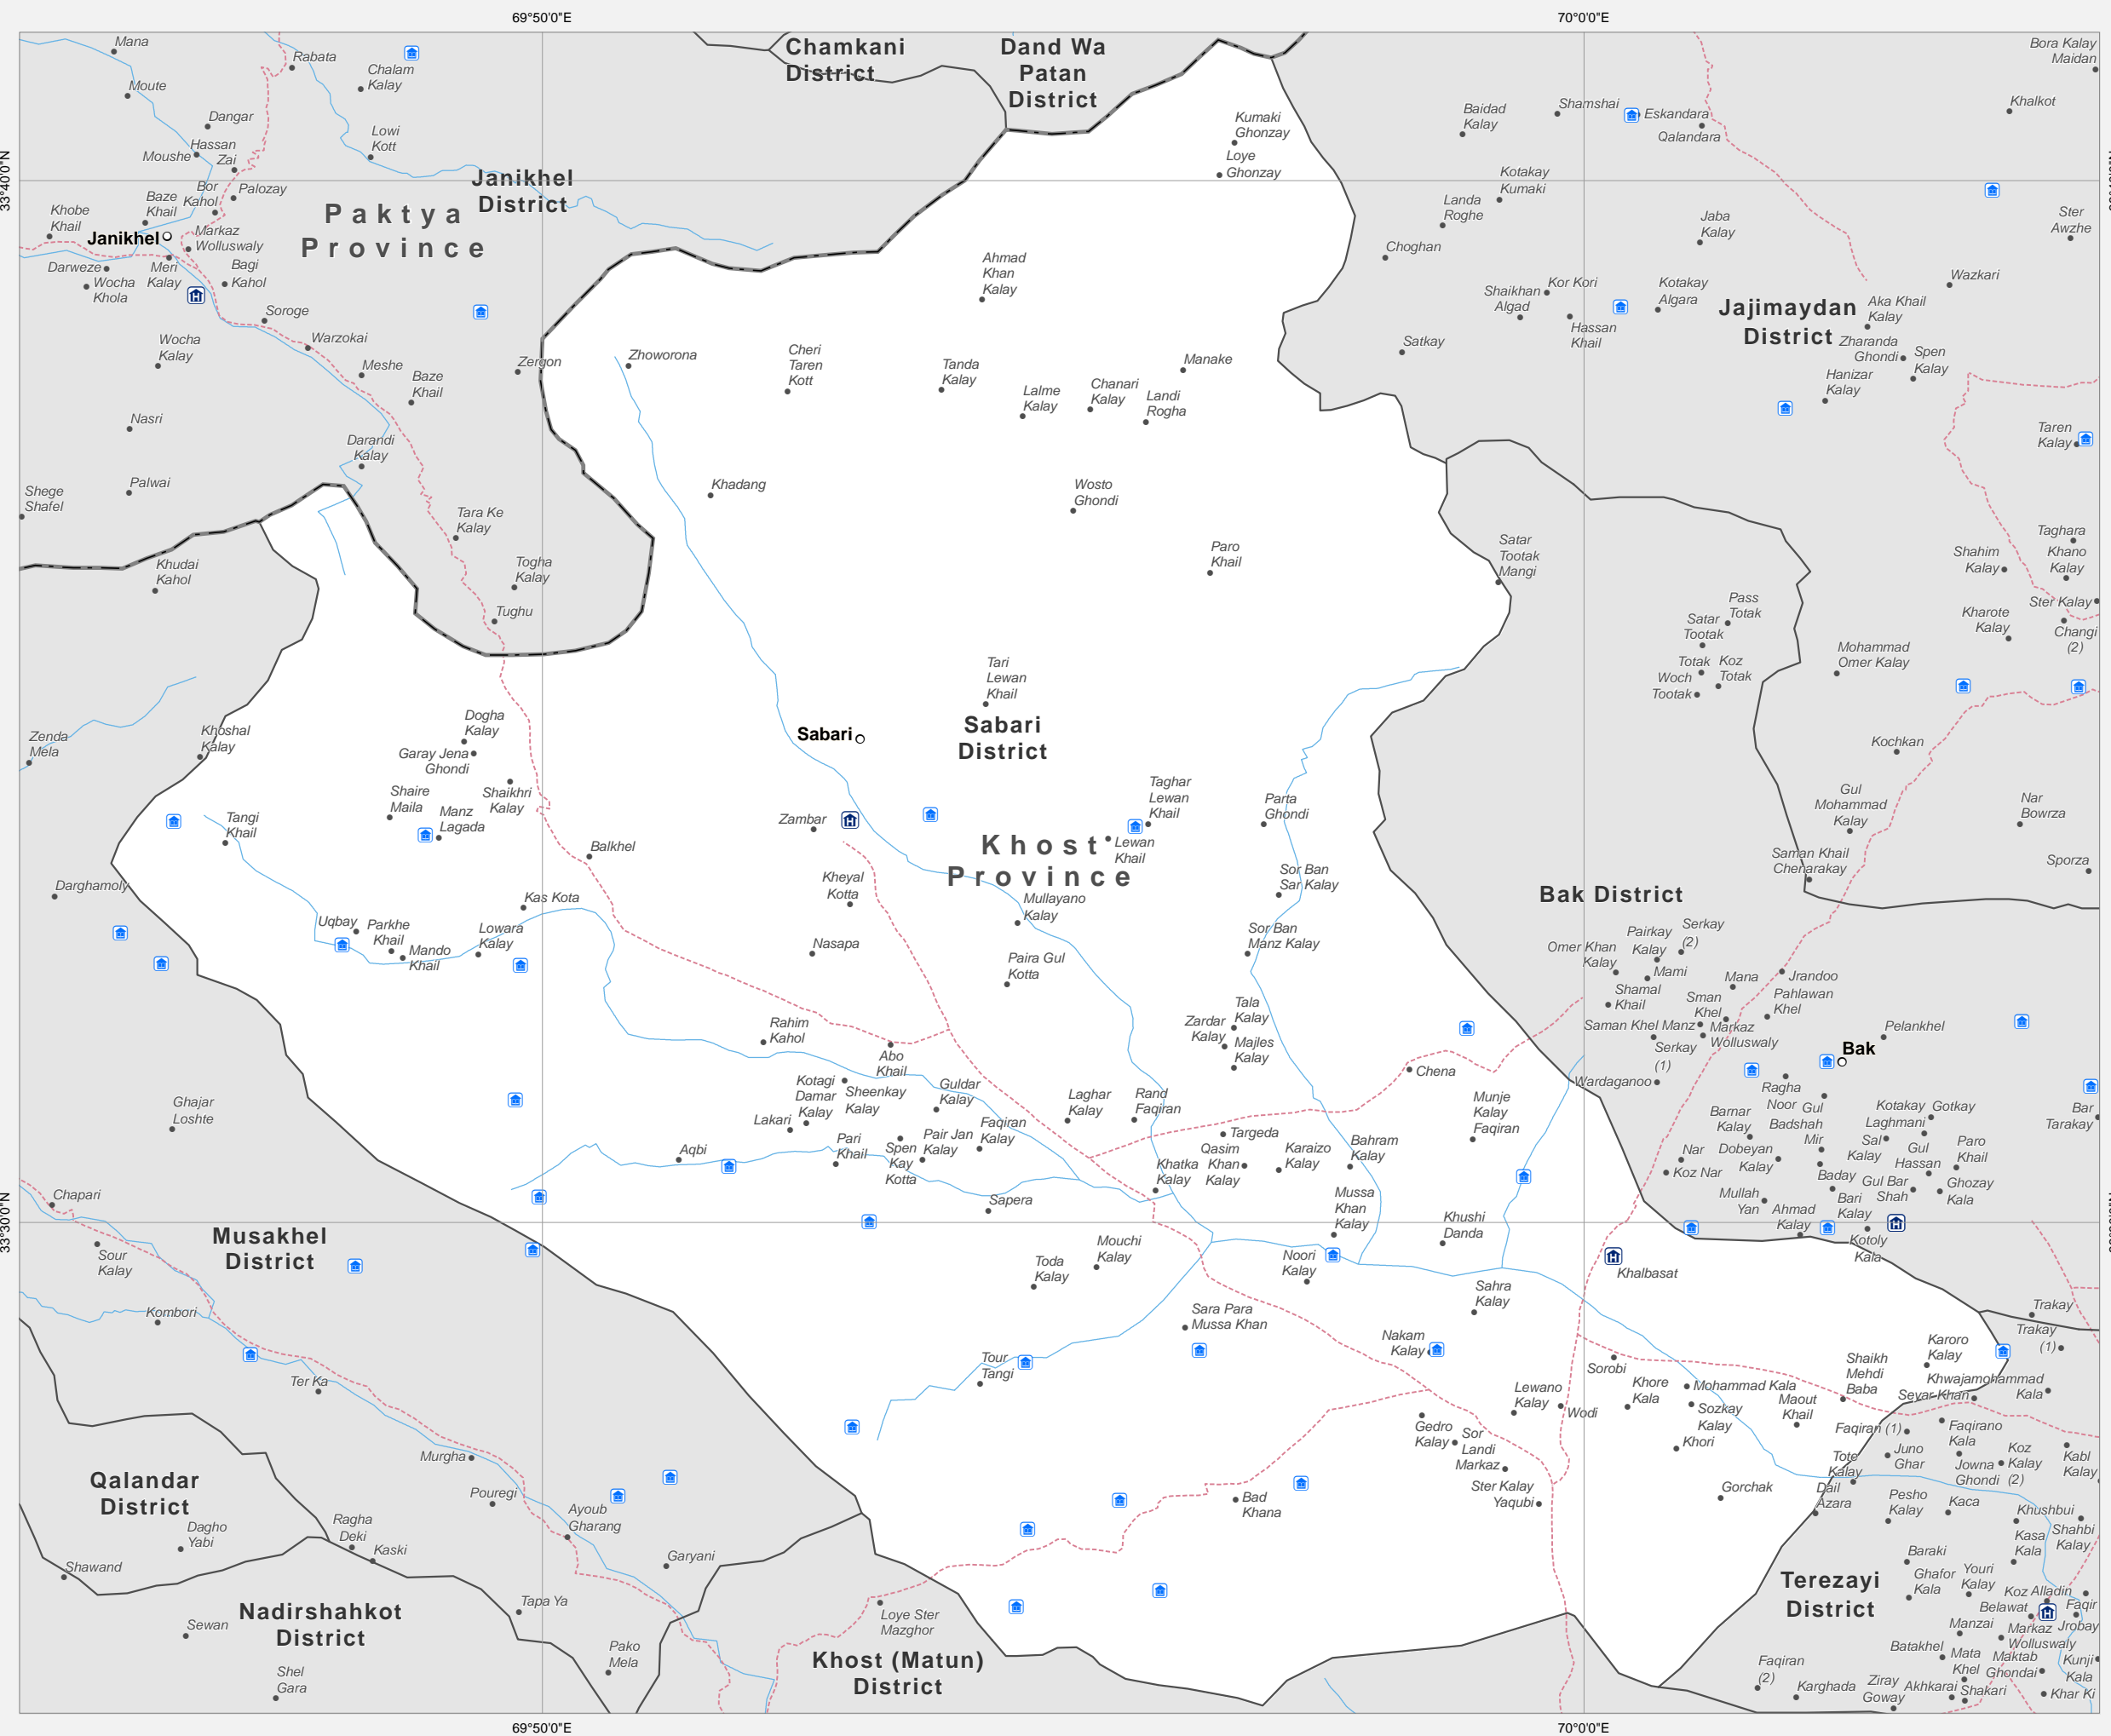 69°50'0"E
70°0'0"E
Mana
Rabata
Chalam
Kalay
Moute
Dangar
Lowi
Kott
Hassan
Zai
Moushe
Bor
Kahol
Palozay
Baze
Khail
Khobe
Khail
Janikhel
Markaz
Wolluswaly
Darweze
Wocha
Khola
Meri
Kalay
Bagi
Kahol
Soroge
Paktya
Province
Janikhel
District
Chamkani
District
Dand Wa
Patan
District
33°40'0"N
Wocha
Kalay
Warzokai
Meshe
Baze
Khail
Zergon
Nasri
Darandi
Kalay
Palwai
Shege
Shafel
Tara Ke
Kalay
Togha
Kalay
Tughu
Khudai
Kahol
Kumaki
Ghonzay
Loye
Ghonzay
Baidad
Kalay
Shamshai
Eskandara
Qalandara
Bora Kalay
Maidan
Khalkot
Kotakay
Kumaki
Landa
Roghe
Choghan
Jaba
Kalay
Ster
Awzhe
Wazkari
Kor Kori
Shaikhan
Algad
Kotakay
Algara
Hassan
Khail
Satkay
Jajimaydan
District
Aka Khail
Kalay
Zharanda
Ghondi
Spen
Kalay
Hanizar
Kalay
Taren
Kalay
Ahmad
Khan
Kalay
Zhoworona
Cheri
Taren
Kott
Tanda
Kalay
Lalme
Kalay
Chanari
Kalay
Manake
Landi
Rogha
Khadang
Wosto
Ghondi
Paro
Khail
Satar
Tootak
Mangi
Taghara
Khano
Kalay
Shahim
Kalay
Ster Kalay
Kharote
Kalay
Changi
(2)
Pass
Totak
Satar
Tootak
Totak
Koz
Totak
Woch
Tootak
Mohammad
Omer Kalay
Kochkan
Gul
Mohammad
Kalay
Nar
Bowrza
Saman Khail
Chenarakay
Sporza
Tari
Lewan
Khail
Sabari
District
Sabari
Zenda
Mela
Khoshal
Kalay
Dogha
Kalay
Garay Jena
Ghondi
Shaikhri
Kalay
Shaire
Maila
Manz
Lagada
Tangi
Khail
Balkhel
Zambar
Khost
Province
Taghar
Lewan
Khail
Lewan
Khail
Parta
Ghondi
Darghamoly
Kas Kota
Uqbay
Parkhe
Khail
Mando
Khail
Lowara
Kalay
Kheyal
Kotta
Nasapa
Mullayano
Kalay
Paira Gul
Kotta
Sor Ban
Sar Kalay
Sor Ban
Manz Kalay
Bak District
Omer Khan
Kalay
Pairkay
Kalay
Serkay
(2)
Mami
Mana
Jrandoo
Shamal
Khail
Sman
Khel
Pahlawan
Khel
Saman Khel Manz
Markaz
Wolluswaly
Serkay
(1)
Wardaganoo
Pelankhel
Bak
Ragha
Noor
Badshah
Gul
Mir
Barnar
Kalay
Dobeyan
Kalay
Nar
Koz Nar
Kotakay
Laghmani
Gotkay
Sal
Kalay
Gul
Hassan
Paro
Khail
Baday
Gul Bar
Shah
Ghozay
Kala
Mullah
Yan
Ahmad
Kalay
Bari
Kalay
Kotoly
Kala
Bar
Tarakay
Rahim
Kahol
Abo
Khail
Tala
Kalay
Zardar
Kalay
Majles
Kalay
Chena
Kotagi
Damar
Kalay
Sheenkay
Kalay
Guldar
Kalay
Lakari
Laghar
Kalay
Rand
Faqiran
Munje
Kalay
Faqiran
Ghajar
Loshte
Aqbi
Pari
Khail
Spen
Kay
Kotta
Pair Jan
Kalay
Faqiran
Kalay
Targeda
Qasim
Khan
Kalay
Karaizo
Kalay
Bahram
Kalay
Khatka
Kalay
Sapera
Mussa
Khan
Kalay
Khushi
Danda
33°30'0"N
Chapari
Musakhel
District
Sour
Kalay
Kombori
Ter Ka
Toda
Kalay
Mouchi
Kalay
Noori
Kalay
Khalbasat
Sahra
Kalay
Sara Para
Mussa Khan
Nakam
Kalay
Tour
Tangi
Sorobi
Trakay
Trakay
(1)
Karoro
Kalay
Shaikh
Mehdi
Baba
Khwajamohammad
Kala
Seyar Khan
Lewano
Kalay
Wodi
Khore
Kala
Mohammad Kala
Sozkay
Kalay
Maout
Khail
Khori
Faqiran (1)
Faqirano
Kala
Gedro
Kalay
Sor
Landi
Markaz
Ster Kalay
Yaqubi
Juno
Ghar
Jowna
Ghondi
Koz
Kalay
(2)
Kabl
Kalay
Tote
Kalay
Dail
Azara
Gorchak
Pesho
Kalay
Kaca
Khushbui
Kasa
Kala
Shahbi
Kalay
Murgha
Pouregi
Ayoub
Gharang
Bad
Khana
Qalandar
District
Dagho
Yabi
Ragha
Deki
Kaski
Shawand
Garyani
Baraki
Ghafor
Kala
Youri
Kalay
Terezayi
District
Koz Alladin
Belawat
Faqir
Jrobay
Manzai
Markaz
Wolluswaly
Nadirshahkot
District
Sewan
Tapa Ya
Loye Ster
Mazghor
Khost (Matun)
District
Pako
Mela
Shel
Gara
Batakhel
Mata
Khel
Maktab
Ghondai
Kunji
Kala
Faqiran
(2)
Karghada
Ziray
Goway
Akhkarai
Shakari
Khar Ki
69°50'0"E
70°0'0"E